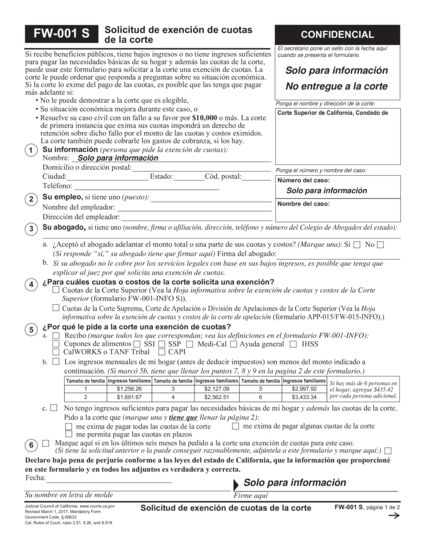 FW-001 S
Solicitud de exención de cuotas
de la corte
CONFIDENCIAL
El secretario pone un sello con la fecha aquí
cuando se presenta el formulario.
Solo para información
No entregue a la corte
Ponga el nombre y dirección de la corte:
Corte Superior de California, Condado de
Ponga el número y nombre del caso:
Número del caso:
Solo para información
Nombre del caso:
Si recibe beneficios públicos, tiene bajos ingresos o no tiene ingresos suficientes
para pagar las necesidades básicas de su hogar y además las cuotas de la corte,
puede usar este formulario para solicitar a la corte una exención de cuotas. La
corte le puede ordenar que responda a preguntas sobre su situación económica.
Si la corte lo exime del pago de las cuotas, es posible que las tenga que pagar
más adelante si:
• No le puede demostrar a la corte que es elegible,
• Su situación económica mejora durante este caso, o
• Resuelve su caso civil con un fallo a su favor por $10,000 o más. La corte
de primera instancia que exima sus cuotas impondrá un derecho de
retención sobre dicho fallo por el monto de las cuotas y costos eximidos.
La corte también puede cobrarle los gastos de cobranza, si los hay.
1 Su información (persona que pide la exención de cuotas):
Nombre: Solo para información
Domicilio o dirección postal:
Ciudad: Estado: Cód. postal:
Teléfono:
2 Su empleo, si tiene uno (puesto):
Nombre del empleador:
Dirección del empleador:
3 Su abogado, si tiene uno (nombre, firma o afiliación, dirección, teléfono y número del Colegio de Abogados del estado):
a. ¿Aceptó el abogado adelantar el monto total o una parte de sus cuotas y costos? (Marque una): Sí ☐ No ☐
(Si responde “sí,” su abogado tiene que firmar aquí) Firma del abogado:
b. Si su abogado no le cobre por los servicios legales con base en sus bajos ingresos, es posible que tenga que
explicar al juez por qué solicita una exención de cuotas.
4 ¿Para cuáles cuotas o costos de la corte solicita una exención?
☐ Cuotas de la Corte Superior (Vea la Hoja informativa sobre la exención de cuotas y costos de la Corte
Superior (formulario FW-001-INFO S)).
☐ Cuotas de la Corte Suprema, Corte de Apelación o División de Apelaciones de la Corte Superior (Vea la Hoja
informativa sobre la exención de cuotas y costos de la corte de apelación (formulario APP-015/FW-015-INFO).)
5 ¿Por qué le pide a la corte una exención de cuotas?
a. ☐ Recibo (marque todos los que correspondan; vea las definiciones en el formulario FW-001-INFO):
☐ Cupones de alimentos ☐ SSI ☐ SSP ☐ Medi-Cal ☐ Ayuda general ☐ IHSS
☐ CalWORKS o TANF Tribal ☐ CAPI
b. ☐ Los ingresos mensuales de mi hogar (antes de deducir impuestos) son menos del monto indicado a
continuación. (Si marcó 5b, tiene que llenar los puntos 7, 8 y 9 en la página 2 de este formulario.)
Tamaño de familia Ingresos familiares Tamaño de familia Ingresos familiares Tamaño de familia Ingresos familiares
1 $1,256.26 3 $2,127.09 5 $2,997.92
2 $1,691.67 4 $2,562.51 6 $3,433.34
Si hay más de 6 personas en
el hogar, agregue $435.42
por cada persona adicional.
c. ☐ No tengo ingresos suficientes para pagar las necesidades básicas de mi hogar y además las cuotas de la corte.
Pido a la corte que (marque una y tiene que llenar la página 2):
☐ me exima de pagar todas las cuotas de la corte ☐ me exima de pagar algunas cuotas de la corte
☐ me permita pagar las cuotas en plazos
6 ☐ Marque aquí si en los últimos seis meses ha pedido a la corte una exención de cuotas para este caso.
(Si tiene la solicitud anterior o la puede conseguir razonablemente, adjúntela a este formulario y marque aquí:) ☐
Declaro bajo pena de perjurio conforme a las leyes del estado de California, que la información que proporcioné
en este formulario y en todos los adjuntos es verdadera y correcta.
Fecha:
Solo para información
Su nombre en letra de molde
Firme aquí
Judicial Council of California, www.courts.ca.gov
Revised March 1, 2017, Mandatory Form
Government Code, § 68633
Cal. Rules of Court, rules 3.51, 8.26, and 8.818
Solicitud de exención de cuotas de la corte
FW-001 S, página 1 de 2